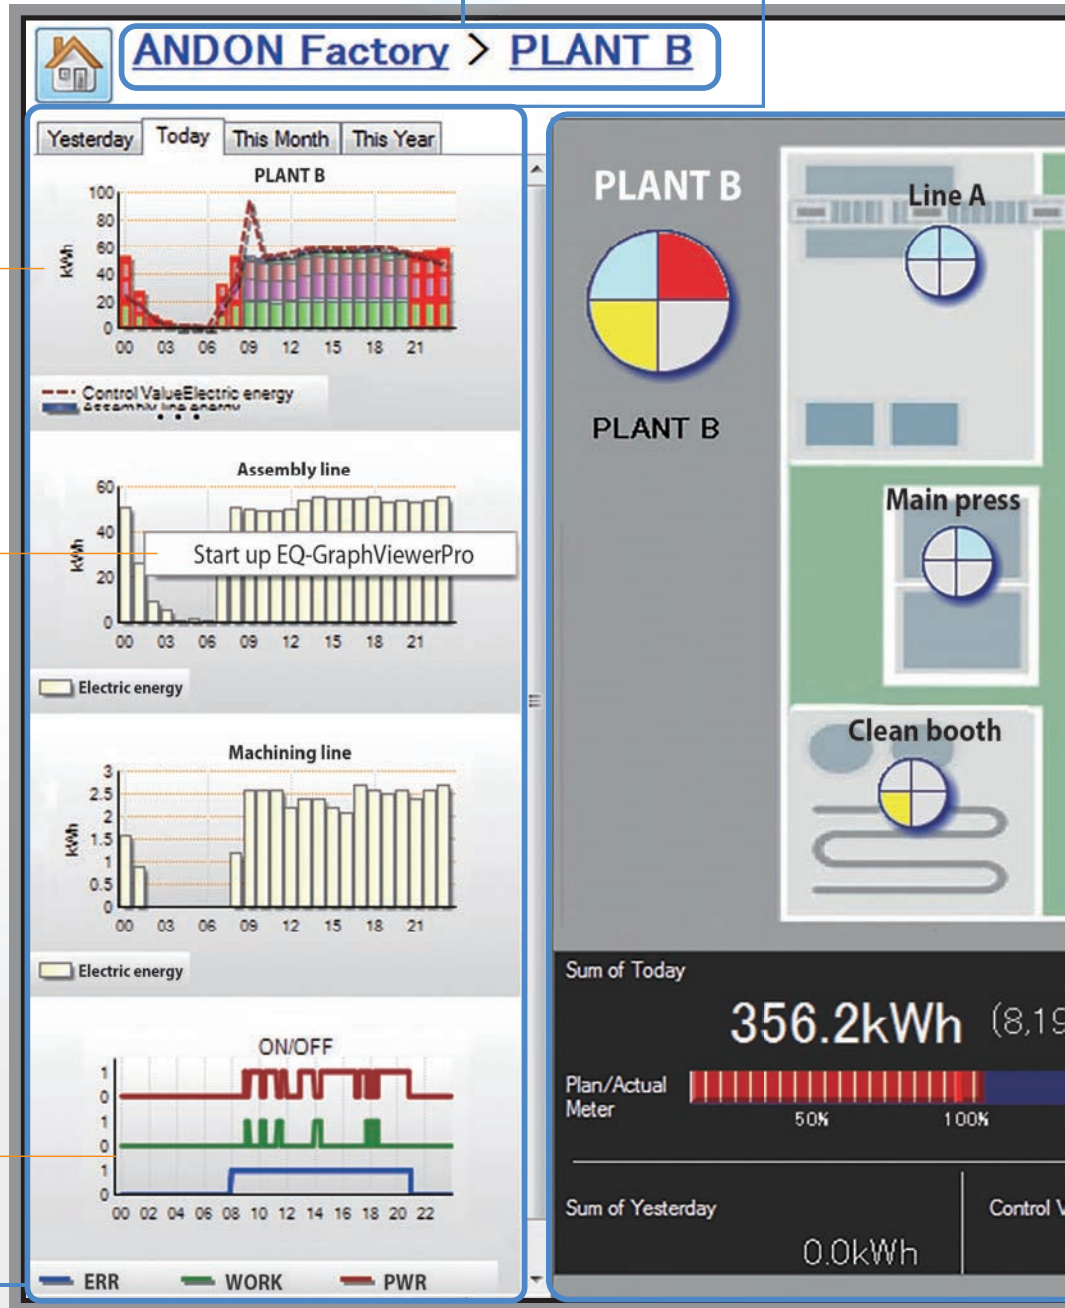 ANDON Factory > PLANT B
Yesterday Today This Month This Year
PLANT B
kWh
100
80
60
40
20
0
00 03 06 09 12 15 18 21
Control ValueElectric energy
Assembly line energy
Assembly line
kWh
60
40
20
0
Start up EQ-GraphViewerPro
00 03 06 09 12 15 18 21
Electric energy
Machining line
kWh
3
2.5
2
1.5
1
0.5
0
00 03 06 09 12 15 18 21
Electric energy
ON/OFF
1
0
1
0
1
0
00 02 04 06 08 10 12 14 16 18 20 22
ERR WORK PWR
PLANT B
PLANT B
Line A
Main press
Clean booth
Sum of Today
356.2kWh (8,19
Plan/Actual
Meter
50% 100%
Sum of Yesterday
0.0kWh
Control V